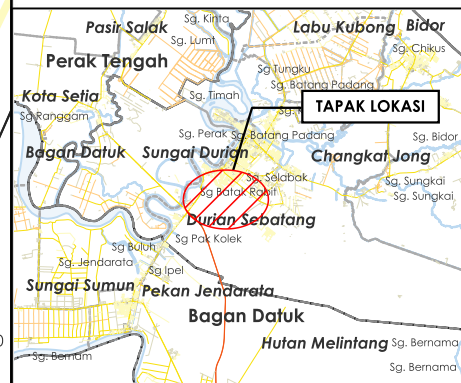 Sg. Kinta
Pasir Salak
Labu Kubong
Bidor
Sg. Lumt
Sg. Chikus
Perak Tengah
Sg Tungku
Sg. Batang Padang
Kota Setia
Sg. Timah
TAPAK LOKASI
Sg Ranggam
Sg. Perak
Sg. Batang Padang
Sg. Bidor
Bagan Datuk
Sungai Durian
Changkat Jong
Sg. Selabak
Sg. Sungkai
Sg Batak Rabit
Sg. Sungkai
Durian Sebatang
Sg Pak Kolek
Sg Buluh
Sg. Jendarata
Sg Ipel
Sungai Sumun
Pekan Jendarata
Bagan Datuk
Hutan Melintang
Sg. Bernama
Sg. Bernam
Sg. Bernama